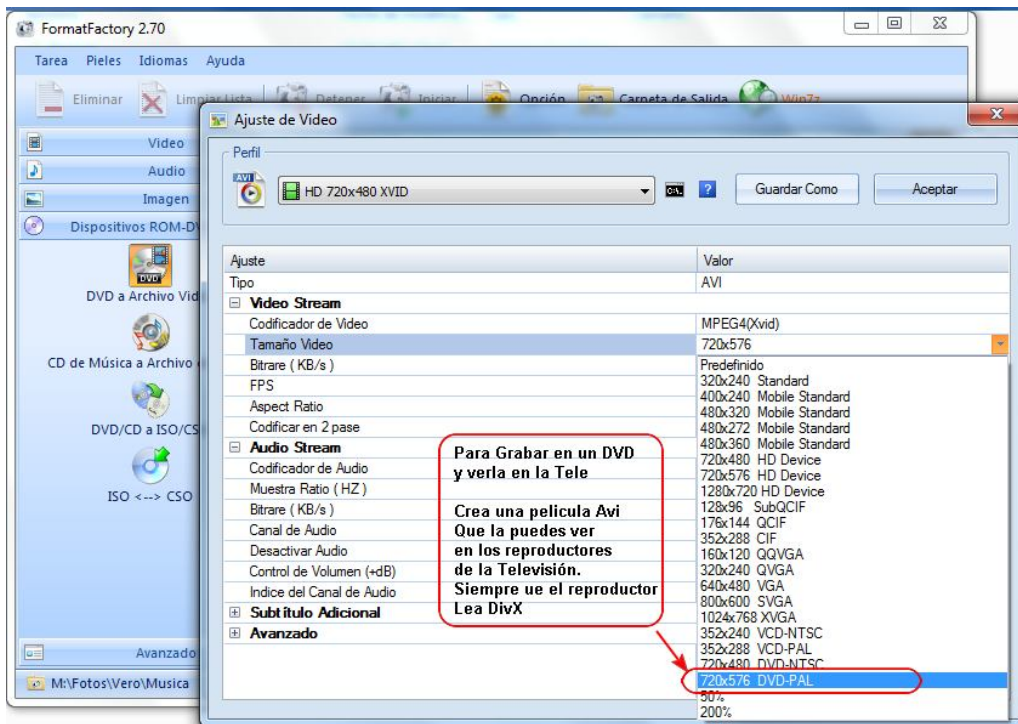 FormatFactory 2.70
Tarea Pieles Idiomas Ayuda
Eliminar Limpiar Lista Detener Iniciar Opción Carpeta de Salida Win7z
Video
Audio
Imagen
Dispositivos ROM-D
DVD a Archivo Vid
CD de Música a Archivo
DVD/CD a ISO/CS
ISO <--> CSO
Avanzado
M:\Fotos\Vero\Musica
Ajuste de Video
Perfil
AVI
HD 720x480 XVID
C:\.
?
Guardar Como
Aceptar
Ajuste Valor
Tipo AVI
Video Stream
Codificador de Video MPEG4(Xvid)
Tamaño Video 720x576
Bitrare ( KB/s )
FPS
Aspect Ratio
Codificar en 2 pase
Audio Stream
Codificador de Audio
Muestra Ratio ( HZ )
Bitrare ( KB/s )
Canal de Audio
Desactivar Audio
Control de Volumen (+dB)
Indice del Canal de Audio
Subtítulo Adicional
Avanzado
Para Grabar en un DVD
y verla en la Tele
Crea una pelicula Avi
Que la puedes ver
en los reproductores
de la Televisión.
Siempre ue el reproductor
Lea DivX
Predefinido
320x240 Standard
400x240 Mobile Standard
480x320 Mobile Standard
480x272 Mobile Standard
480x360 Mobile Standard
720x480 HD Device
720x576 HD Device
1280x720 HD Device
128x96 SubQCIF
176x144 QCIF
352x288 CIF
160x120 QQVGA
320x240 QVGA
640x480 VGA
800x600 SVGA
1024x768 XVGA
352x240 VCD-NTSC
352x288 VCD-PAL
720x480 DVD-NTSC
720x576 DVD-PAL
50%
200%